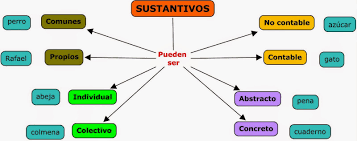 SUSTANTIVOS
perro
Comunes
No contable
azúcar
Pueden
ser
Rafael
Propios
Contable
gato
abeja
Individual
Abstracto
pena
colmena
Colectivo
Concreto
cuaderno